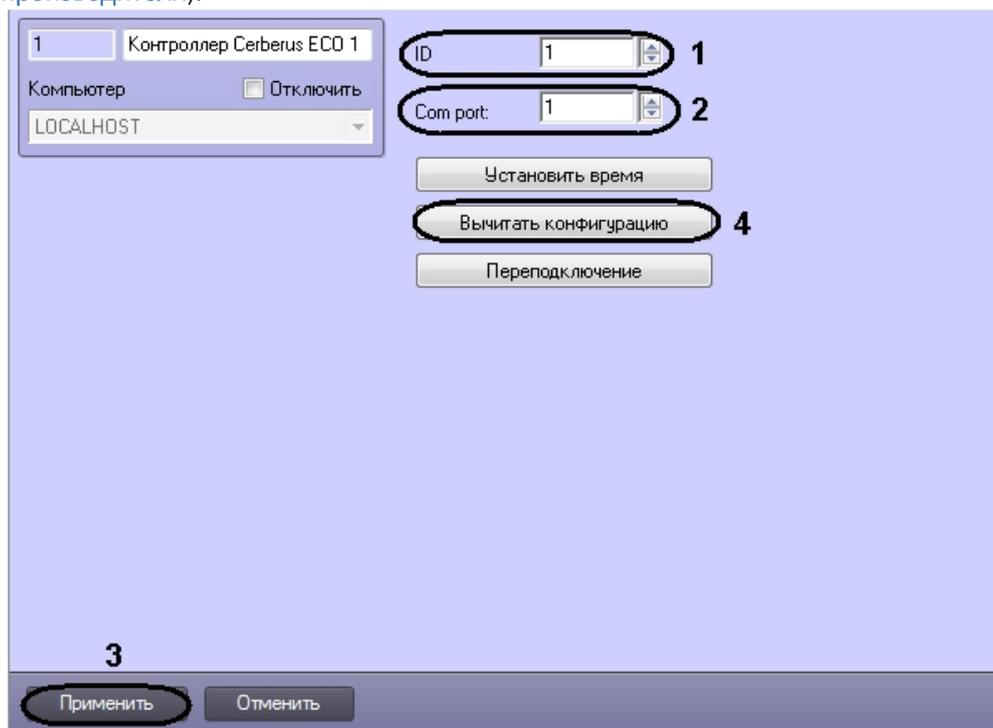 производители).
1 Контроллер Cerberus ECO 1
Компьютер Отключить
LOCALHOST
ID 1 1
Com port: 1 2
Установить время
Вычитать конфигурацию 4
Переподключение
3
Применить Отменить